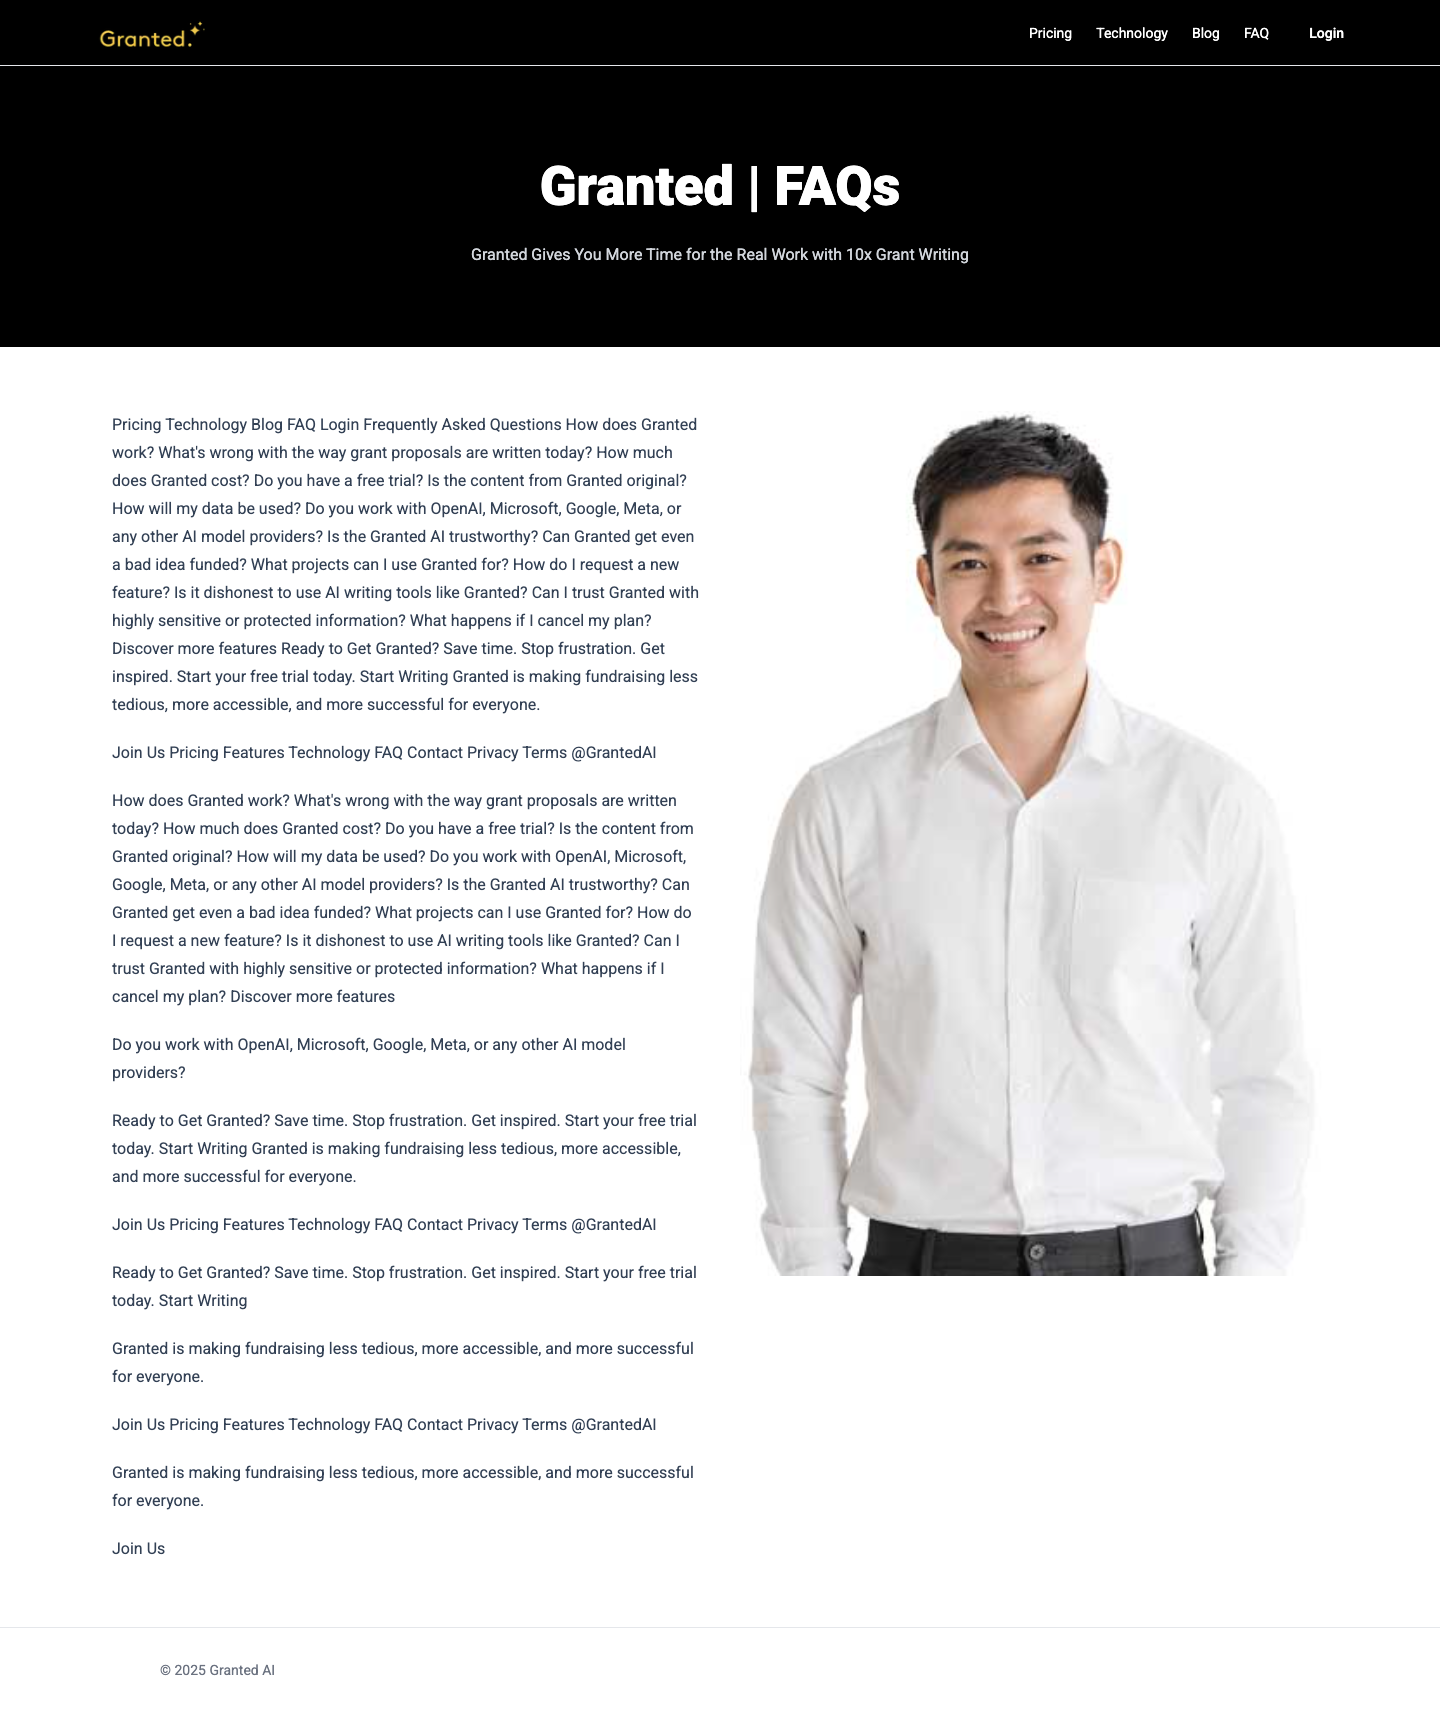 Granted.
Pricing Technology Blog FAQ Login
Granted | FAQs
Granted Gives You More Time for the Real Work with 10x Grant Writing
Pricing Technology Blog FAQ Login Frequently Asked Questions How does Granted
work? What's wrong with the way grant proposals are written today? How much
does Granted cost? Do you have a free trial? Is the content from Granted original?
How will my data be used? Do you work with OpenAI, Microsoft, Google, Meta, or
any other AI model providers? Is the Granted AI trustworthy? Can Granted get even
a bad idea funded? What projects can I use Granted for? How do I request a new
feature? Is it dishonest to use AI writing tools like Granted? Can I trust Granted with
highly sensitive or protected information? What happens if I cancel my plan?
Discover more features Ready to Get Granted? Save time. Stop frustration. Get
inspired. Start your free trial today. Start Writing Granted is making fundraising less
tedious, more accessible, and more successful for everyone.
Join Us Pricing Features Technology FAQ Contact Privacy Terms @GrantedAI
How does Granted work? What's wrong with the way grant proposals are written
today? How much does Granted cost? Do you have a free trial? Is the content from
Granted original? How will my data be used? Do you work with OpenAI, Microsoft,
Google, Meta, or any other AI model providers? Is the Granted AI trustworthy? Can
Granted get even a bad idea funded? What projects can I use Granted for? How do
I request a new feature? Is it dishonest to use AI writing tools like Granted? Can I
trust Granted with highly sensitive or protected information? What happens if I
cancel my plan? Discover more features
Do you work with OpenAI, Microsoft, Google, Meta, or any other AI model
providers?
Ready to Get Granted? Save time. Stop frustration. Get inspired. Start your free trial
today. Start Writing Granted is making fundraising less tedious, more accessible,
and more successful for everyone.
Join Us Pricing Features Technology FAQ Contact Privacy Terms @GrantedAI
Ready to Get Granted? Save time. Stop frustration. Get inspired. Start your free trial
today. Start Writing
Granted is making fundraising less tedious, more accessible, and more successful
for everyone.
Join Us Pricing Features Technology FAQ Contact Privacy Terms @GrantedAI
Granted is making fundraising less tedious, more accessible, and more successful
for everyone.
Join Us
© 2025 Granted AI